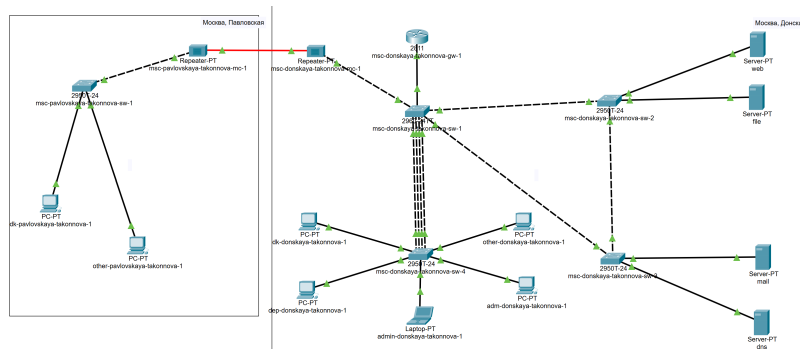 Москва, Павловская
Москва, Донска
Repeater-PT
msc-pavlovskaya-takonnova-mc-1
Repeater-PT
msc-donskaya-takonnova-mc-1
2811
msc-donskaya-takonnova-gw-1
Server-PT
web
2950T-24
msc-pavlovskaya-takonnova-sw-1
msc-donskaya-takonnova-sw-1
2950T-24
msc-donskaya-takonnova-sw-2
Server-PT
file
PC-PT
dk-pavlovskaya-takonnova-1
PC-PT
other-pavlovskaya-takonnova-1
PC-PT
dk-donskaya-takonnova-1
PC-PT
other-donskaya-takonnova-1
2950T-24
msc-donskaya-takonnova-sw-4
2950T-24
msc-donskaya-takonnova-sw-3
Server-PT
mail
PC-PT
dep-donskaya-takonnova-1
PC-PT
adm-donskaya-takonnova-1
Laptop-PT
admin-donskaya-takonnova-1
Server-PT
dns